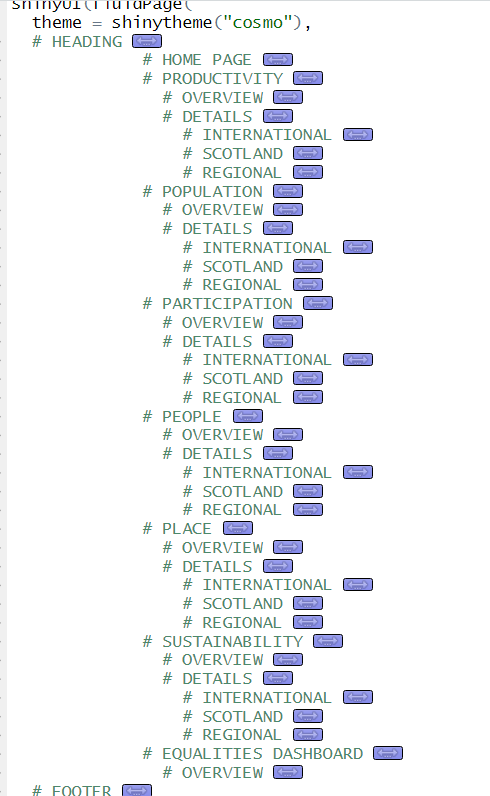 shinyUI(fluidPage(
theme = shinytheme("cosmo"),
# HEADING
# HOME PAGE
# PRODUCTIVITY
# OVERVIEW
# DETAILS
# INTERNATIONAL
# SCOTLAND
# REGIONAL
# POPULATION
# OVERVIEW
# DETAILS
# INTERNATIONAL
# SCOTLAND
# REGIONAL
# PARTICIPATION
# OVERVIEW
# DETAILS
# INTERNATIONAL
# SCOTLAND
# REGIONAL
# PEOPLE
# OVERVIEW
# DETAILS
# INTERNATIONAL
# SCOTLAND
# REGIONAL
# PLACE
# OVERVIEW
# DETAILS
# INTERNATIONAL
# SCOTLAND
# REGIONAL
# SUSTAINABILITY
# OVERVIEW
# DETAILS
# INTERNATIONAL
# SCOTLAND
# REGIONAL
# EQUALITIES DASHBOARD
# OVERVIEW
# FOOTER